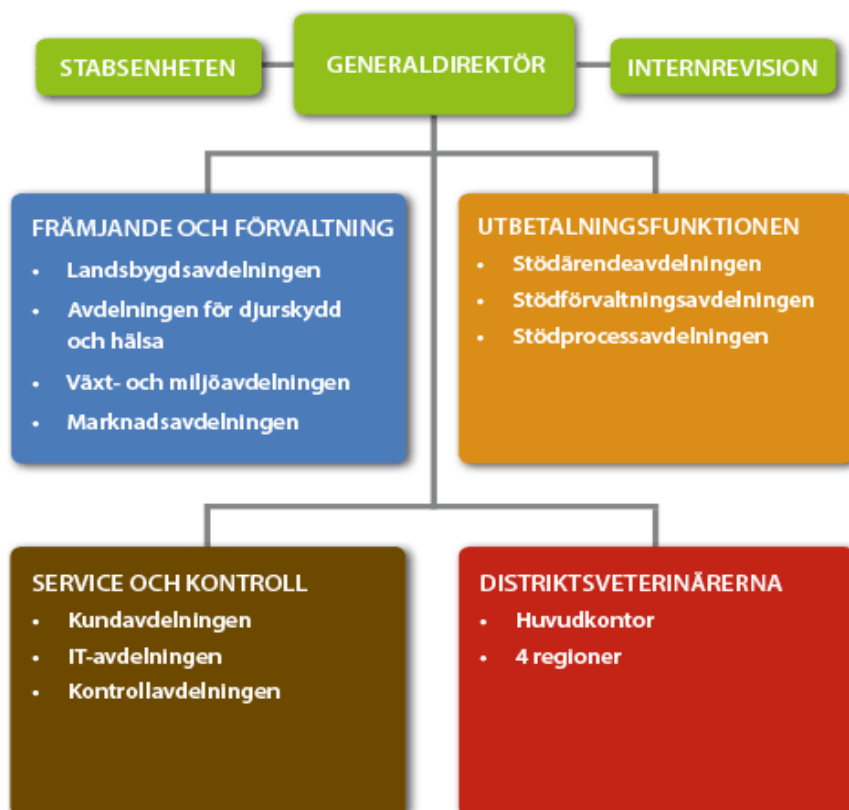 STABSENHETEN
GENERALDIREKTÖR
INTERNREVISION
FRÄMJANDE OCH FÖRVALTNING
• Landsbygdsavdelningen
• Avdelningen för djurskydd
och hälsa
• Växt- och miljöavdelningen
• Marknadsavdelningen
UTBETALNINGSFUNKTIONEN
• Stödärendeavdelningen
• Stödförvaltningsavdelningen
• Stödprocessavdelningen
SERVICE OCH KONTROLL
• Kundavdelningen
• IT-avdelningen
• Kontrollavdelningen
DISTRIKTSVETERINÄRERNA
• Huvudkontor
• 4 regioner